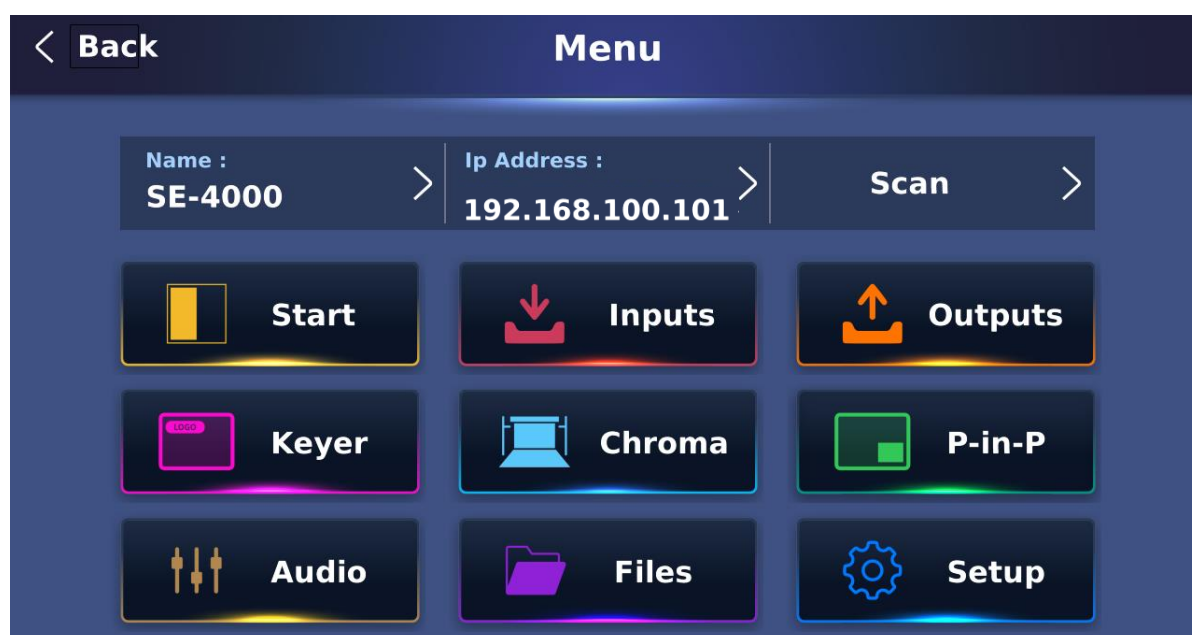 Back
Menu
Name :
SE-4000
Ip Address :
192.168.100.101
Scan
Start
Inputs
Outputs
LOGO
Keyer
Chroma
P-in-P
Audio
Files
Setup